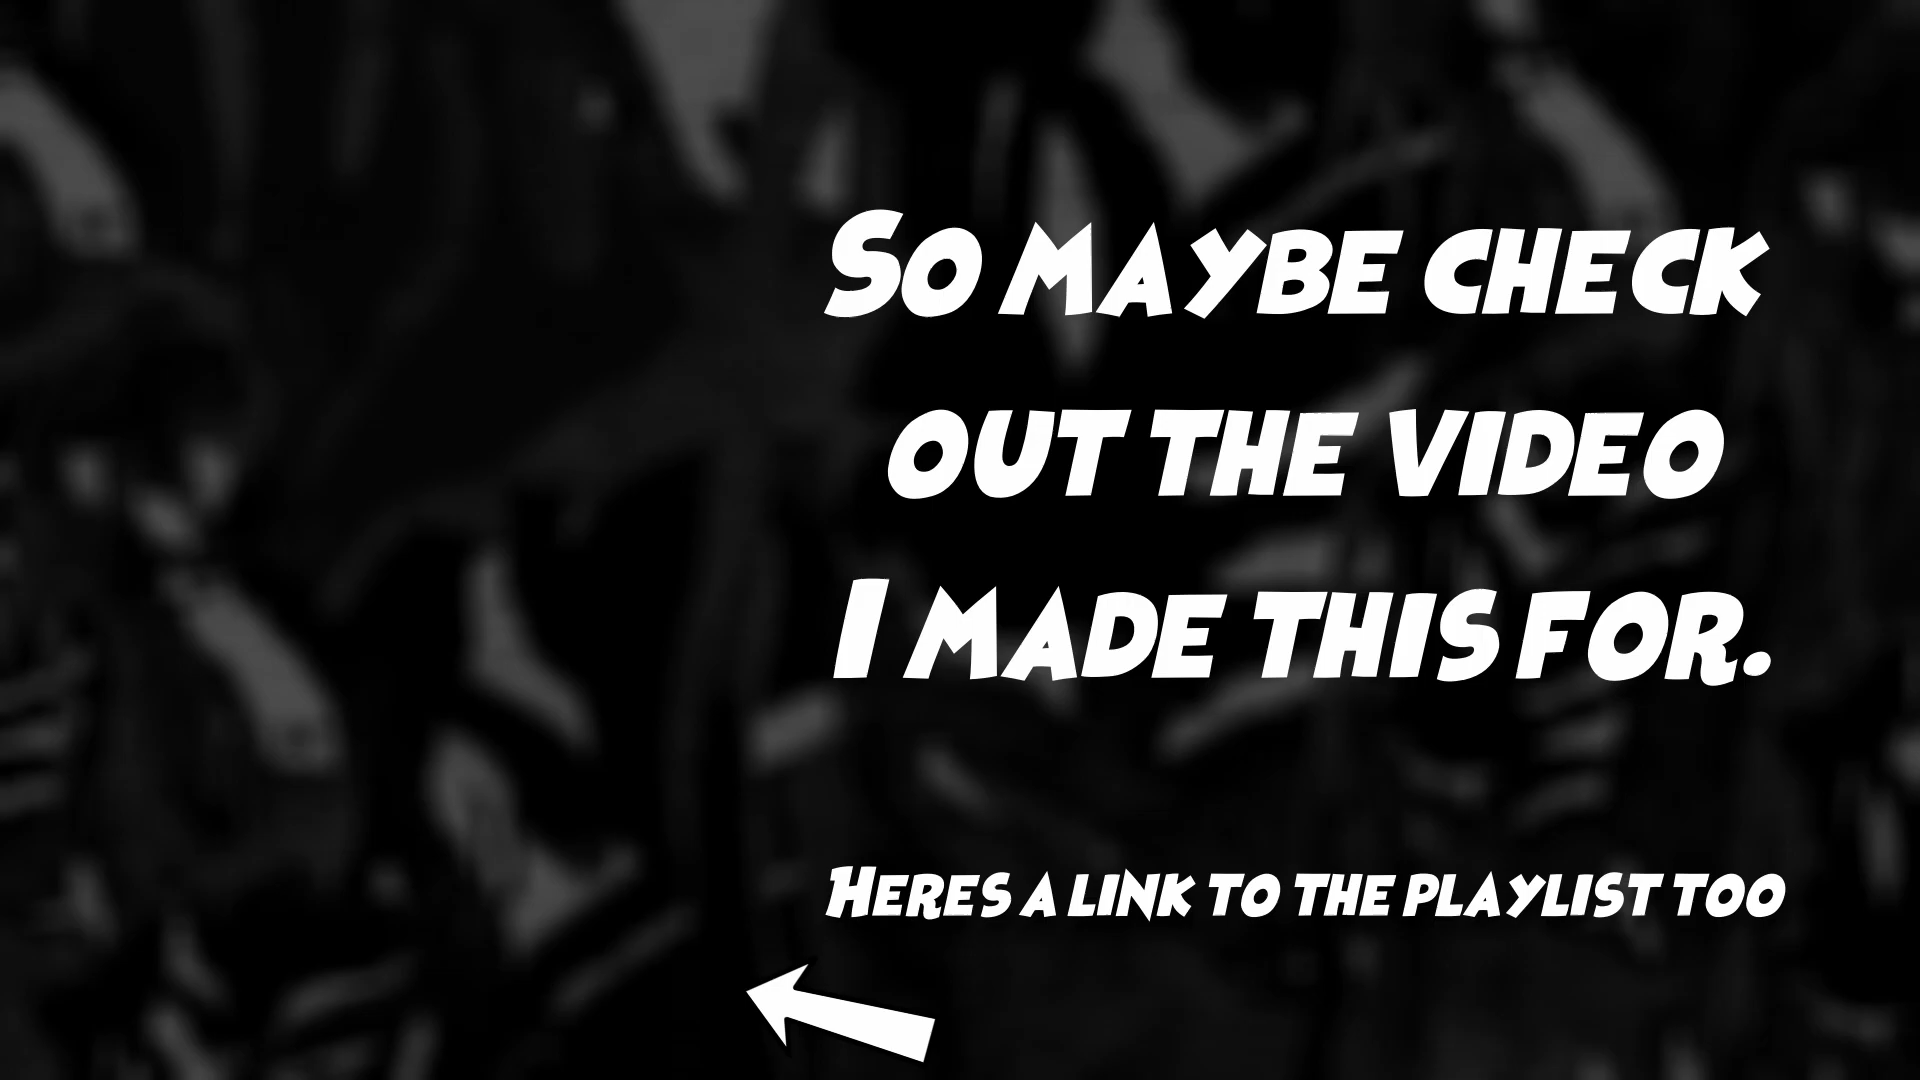 So maybe check
out the video
I made this for.
Heres a link to the playlist too